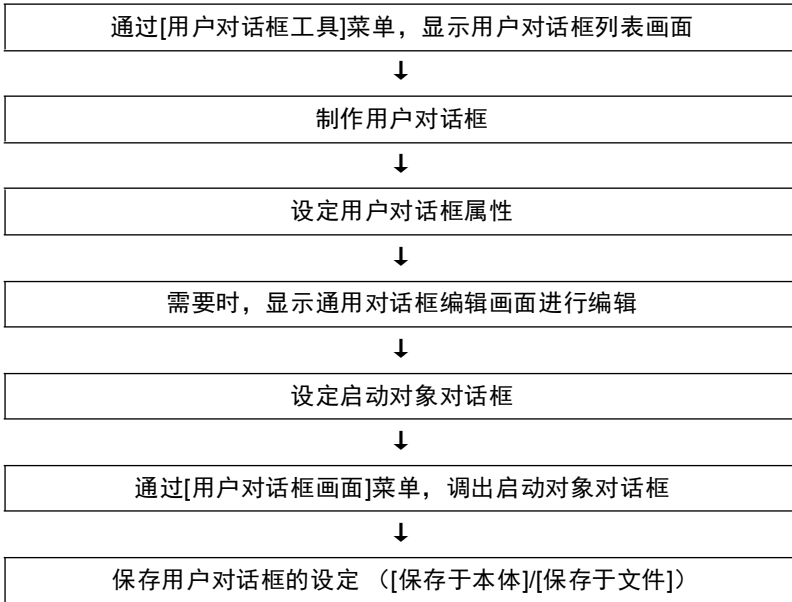 通过[用户对话框工具]菜单，显示用户对话框列表画面
↓
制作用户对话框
↓
设定用户对话框属性
↓
需要时，显示通用对话框编辑画面进行编辑
↓
设定启动对象对话框
↓
通过[用户对话框画面]菜单，调出启动对象对话框
↓
保存用户对话框的设定 （[保存于本体]/[保存于文件]）